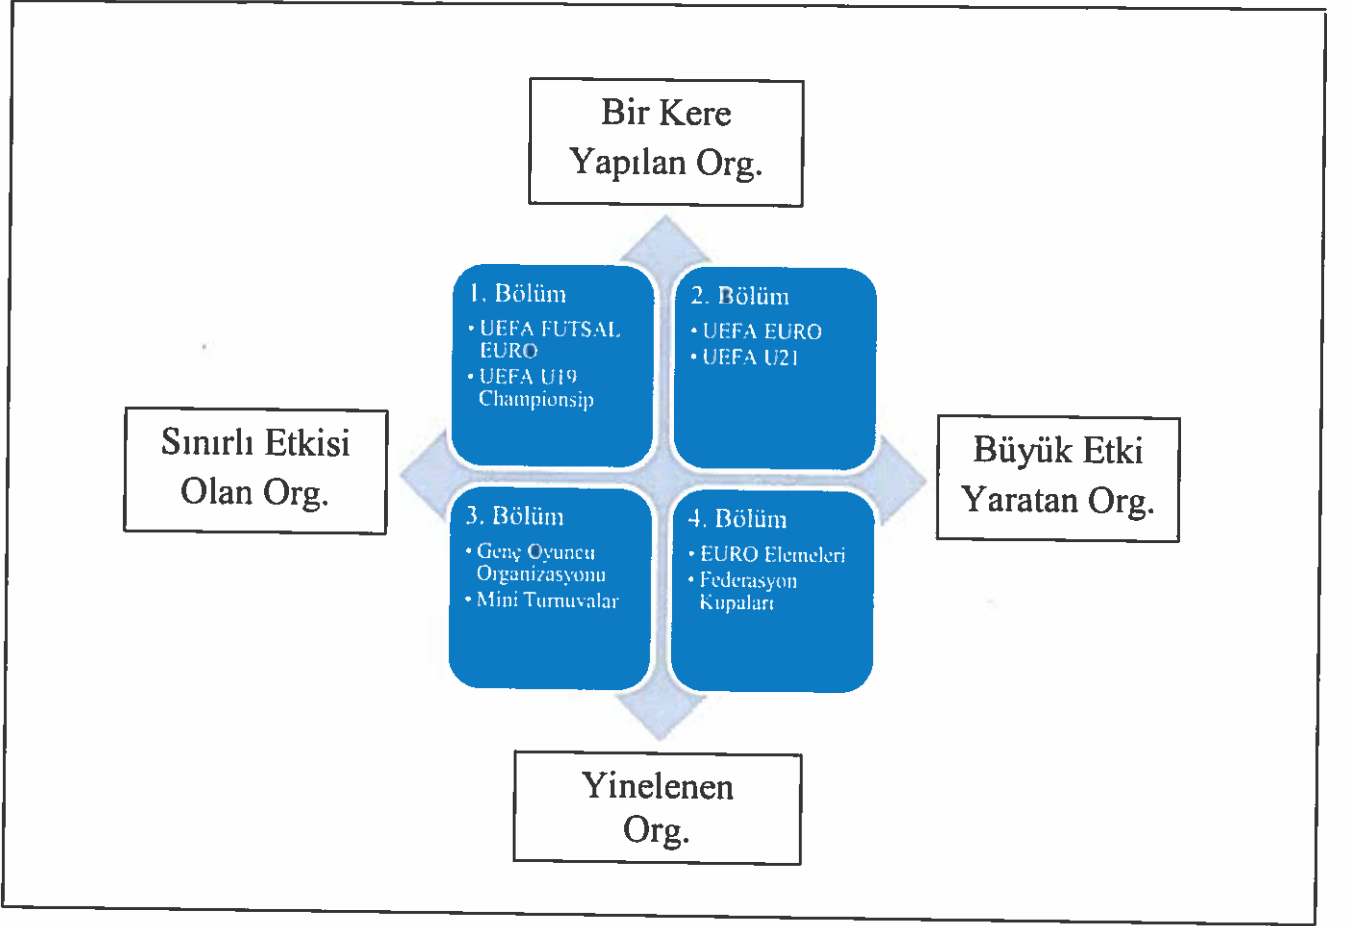 Bir Kere
Yapılan Org.
1. Bölüm
• UEFA FUTSAL
EURO
• UEFA U19
Championsip
2. Bölüm
• UEFA EURO
• UEFA U21
Sınırlı Etkisi
Olan Org.
Büyük Etki
Yaratan Org.
3. Bölüm
• Genç Oyuncu
Organizasyonu
• Mini Turnuvalar
4. Bölüm
• EURO Elemeleri
• Federasyon
Kupaları
Yinelenen
Org.